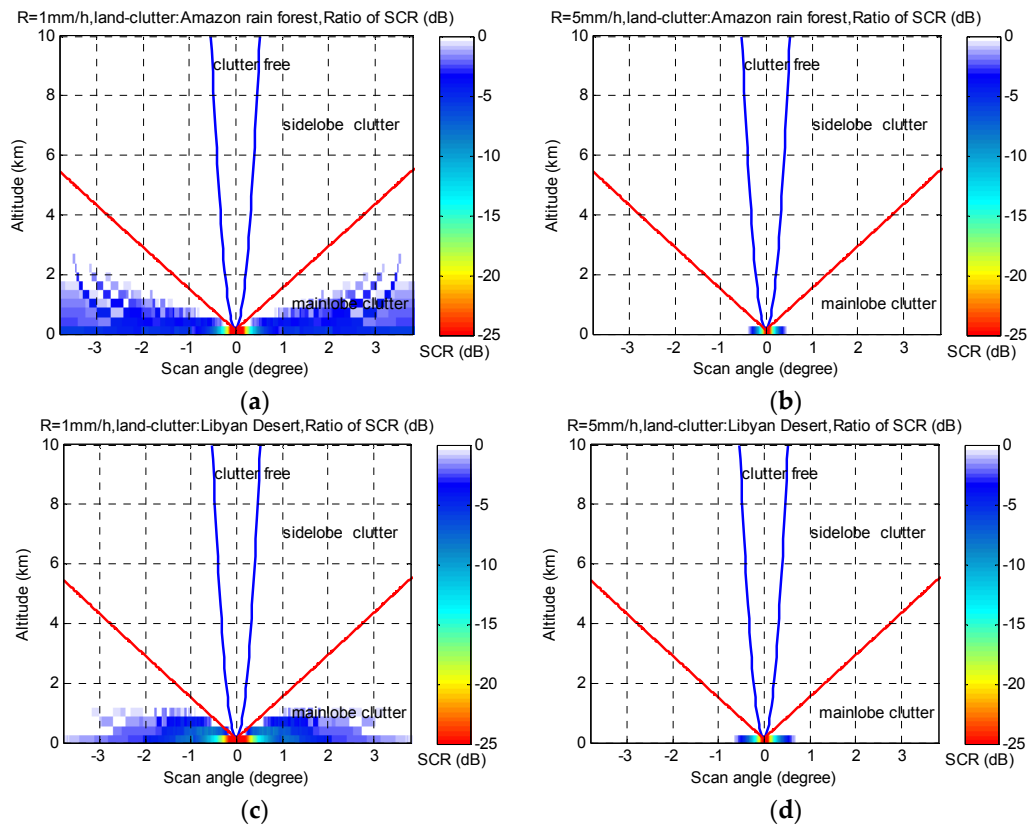 R=1mm/h,land-clutter:Amazon rain forest,Ratio of SCR (dB)
10
8
6
4
2
0
Altitude (km)
clutter free
sidelobe clutter
mainlobe clutter
-3 -2 -1 0 1 2 3
Scan angle (degree)
0
-5
-10
-15
-20
-25
SCR (dB)
(a)
R=5mm/h,land-clutter:Amazon rain forest,Ratio of SCR (dB)
10
8
6
4
2
0
Altitude (km)
clutter free
sidelobe clutter
mainlobe clutter
-3 -2 -1 0 1 2 3
Scan angle (degree)
0
-5
-10
-15
-20
-25
SCR (dB)
(b)
R=1mm/h,land-clutter:Libyan Desert,Ratio of SCR (dB)
10
8
6
4
2
0
Altitude (km)
clutter free
sidelobe clutter
mainlobe clutter
-3 -2 -1 0 1 2 3
Scan angle (degree)
0
-5
-10
-15
-20
-25
SCR (dB)
(c)
R=5mm/h,land-clutter:Libyan Desert,Ratio of SCR (dB)
10
8
6
4
2
0
Altitude (km)
clutter free
sidelobe clutter
mainlobe clutter
-3 -2 -1 0 1 2 3
Scan angle (degree)
0
-5
-10
-15
-20
-25
SCR (dB)
(d)